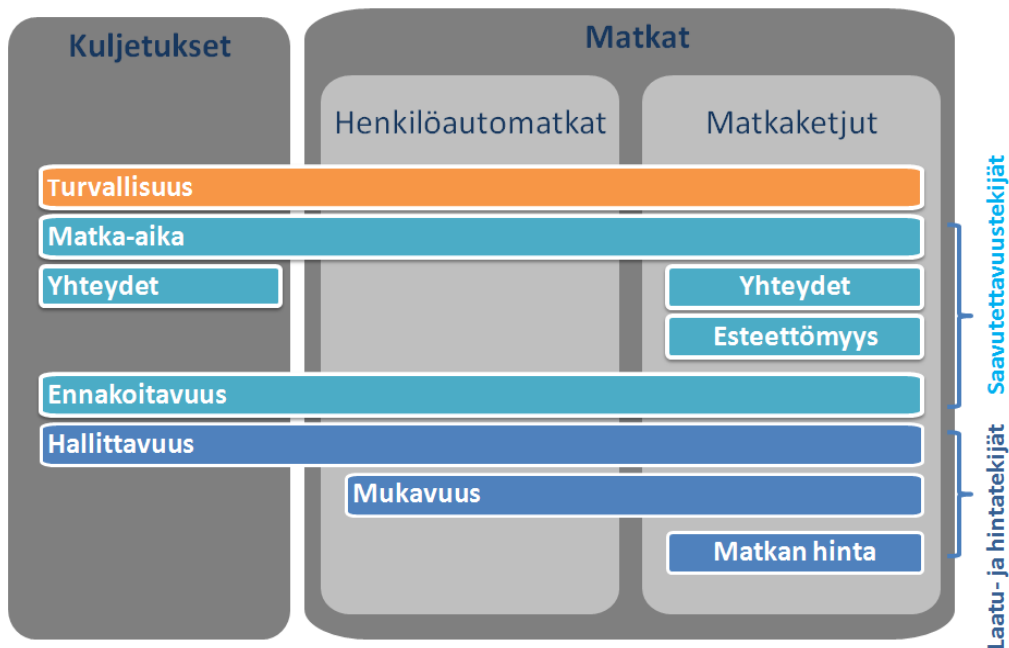 Kuljetukset
Matkat
Henkilöautomatkat
Matkaketjut
Turvallisuus
Matka-aika
Yhteydet
Yhteydet
Esteettömyys
Ennakoitavuus
Hallittavuus
Mukavuus
Matkan hinta
Saavutettavuustekijät
Laatu- ja hintatekijät